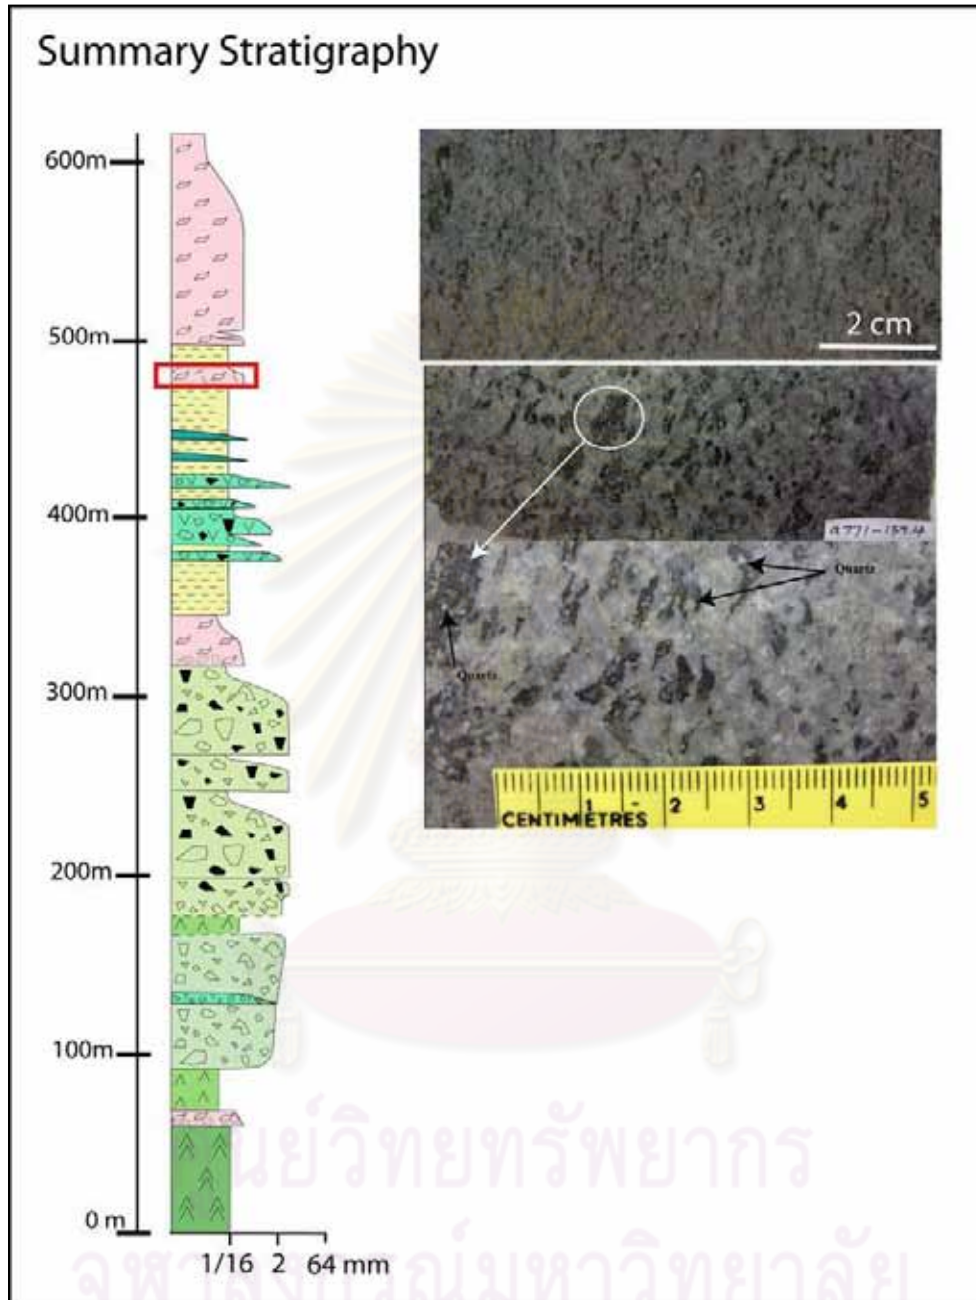 Summary Stratigraphy
600m
500m
400m
300m
200m
100m
0 m
1/16 2 64 mm
2 cm
Quartz
Quartz
1 2 3 4 5
CENTIMETRES
ศูนย์วิทยทรัพยากร
จุฬาลงกรณ์มหาวิทยาลัย